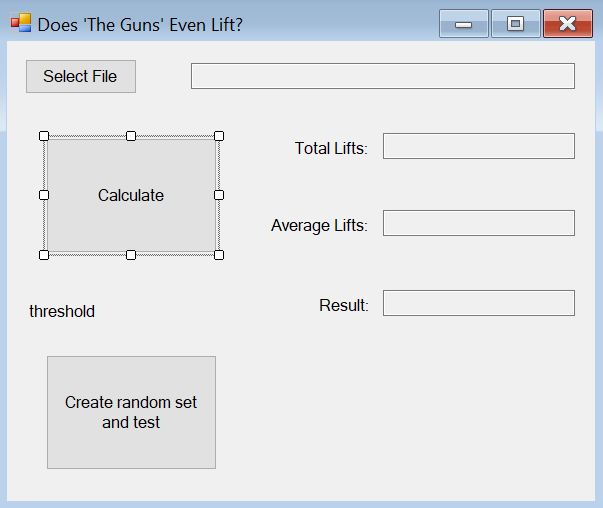 Does 'The Guns' Even Lift?
Select File
Total Lifts:
Calculate
Average Lifts:
Result:
threshold
Create random set
and test